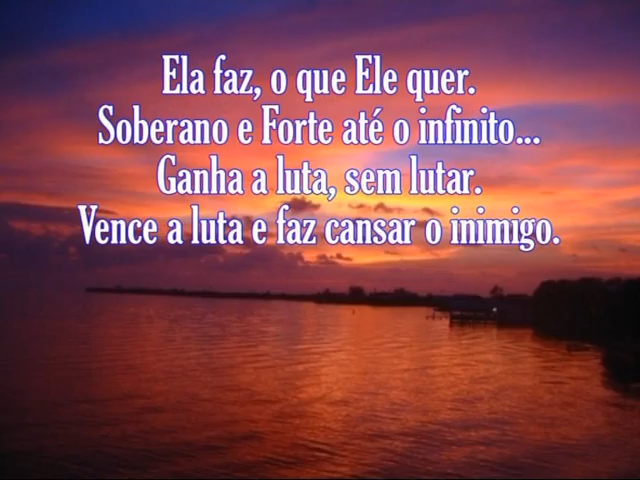 Ela faz, o que Ele quer.
Soberano e Forte até o infinito...
Ganha a luta, sem lutar.
Vence a luta e faz cansar o inimigo.